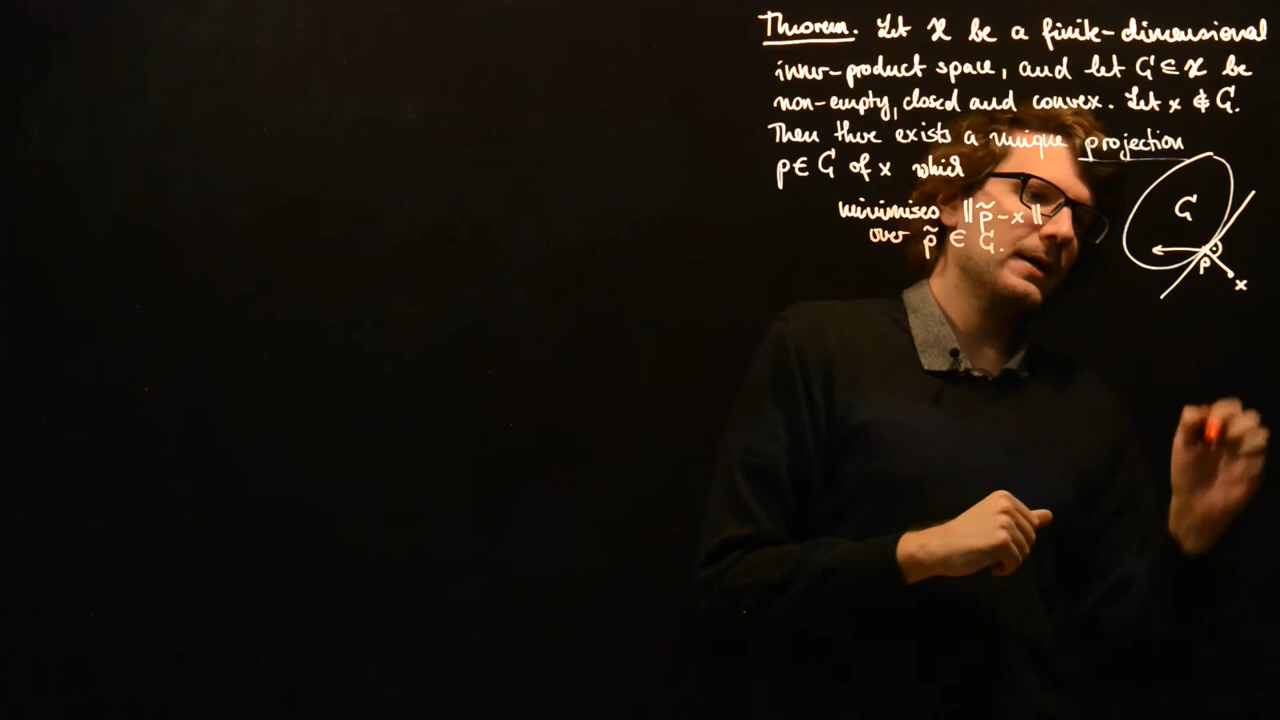 Theorem. Let H be a finite-dimensional
inner-product space, and let C ⊆ H be
non-empty, closed and convex. Let x ∉ C.
Then there exists a unique projection
p ∈ C of x which
minimises ‖p̃ - x‖
over p̃ ∈ C.
C
p
x